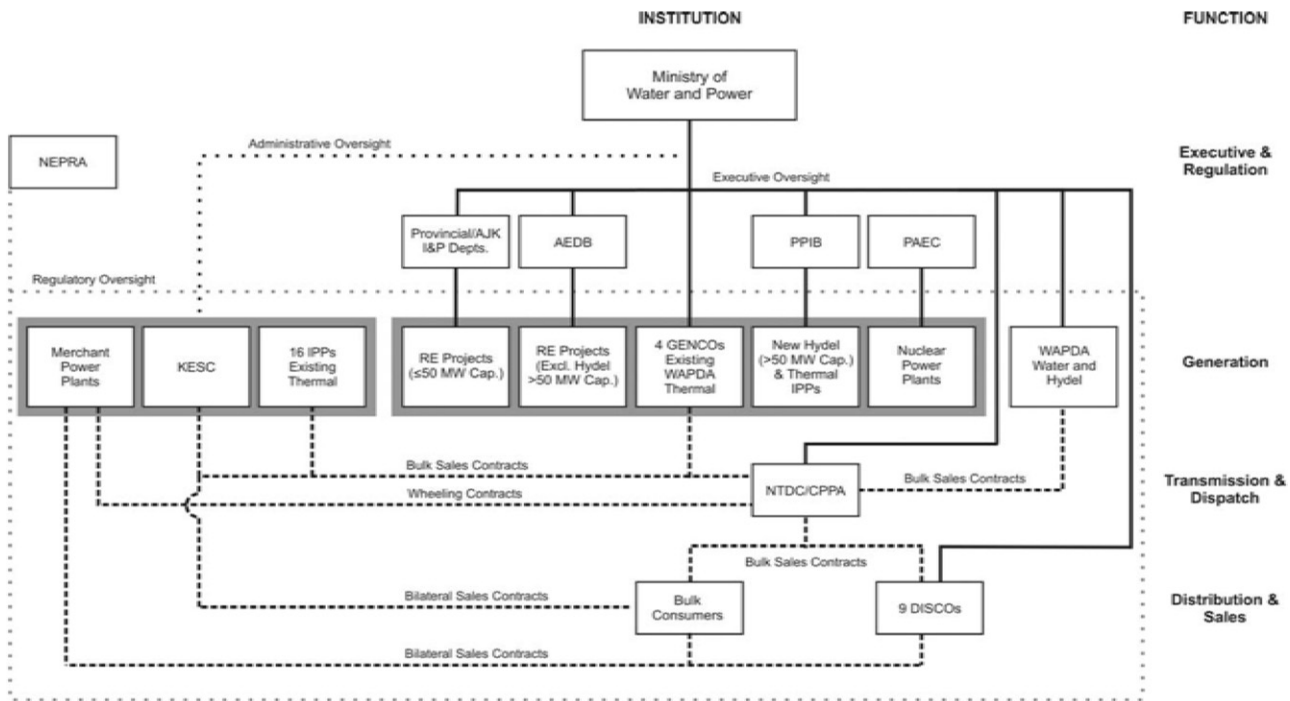 INSTITUTION
FUNCTION
Ministry of
Water and Power
NEPRA
Administrative Oversight
Executive &
Regulation
Executive Oversight
Provincial/AJK
I&P Depts.
AEDB
PPIB
PAEC
Regulatory Oversight
Merchant
Power
Plants
KESC
16 IPPs
Existing
Thermal
RE Projects
(≤50 MW Cap.)
RE Projects
(Excl. Hydel
>50 MW Cap.)
4 GENCOs
Existing
WAPDA
Thermal
New Hydel
(>50 MW Cap.)
& Thermal
IPPs
Nuclear
Power
Plants
WAPDA
Water and
Hydel
Generation
Bulk Sales Contracts
Wheeling Contracts
NTDC/CPPA
Bulk Sales Contracts
Transmission &
Dispatch
Bulk Sales Contracts
Bilateral Sales Contracts
Bulk
Consumers
9 DISCOs
Distribution &
Sales
Bilateral Sales Contracts